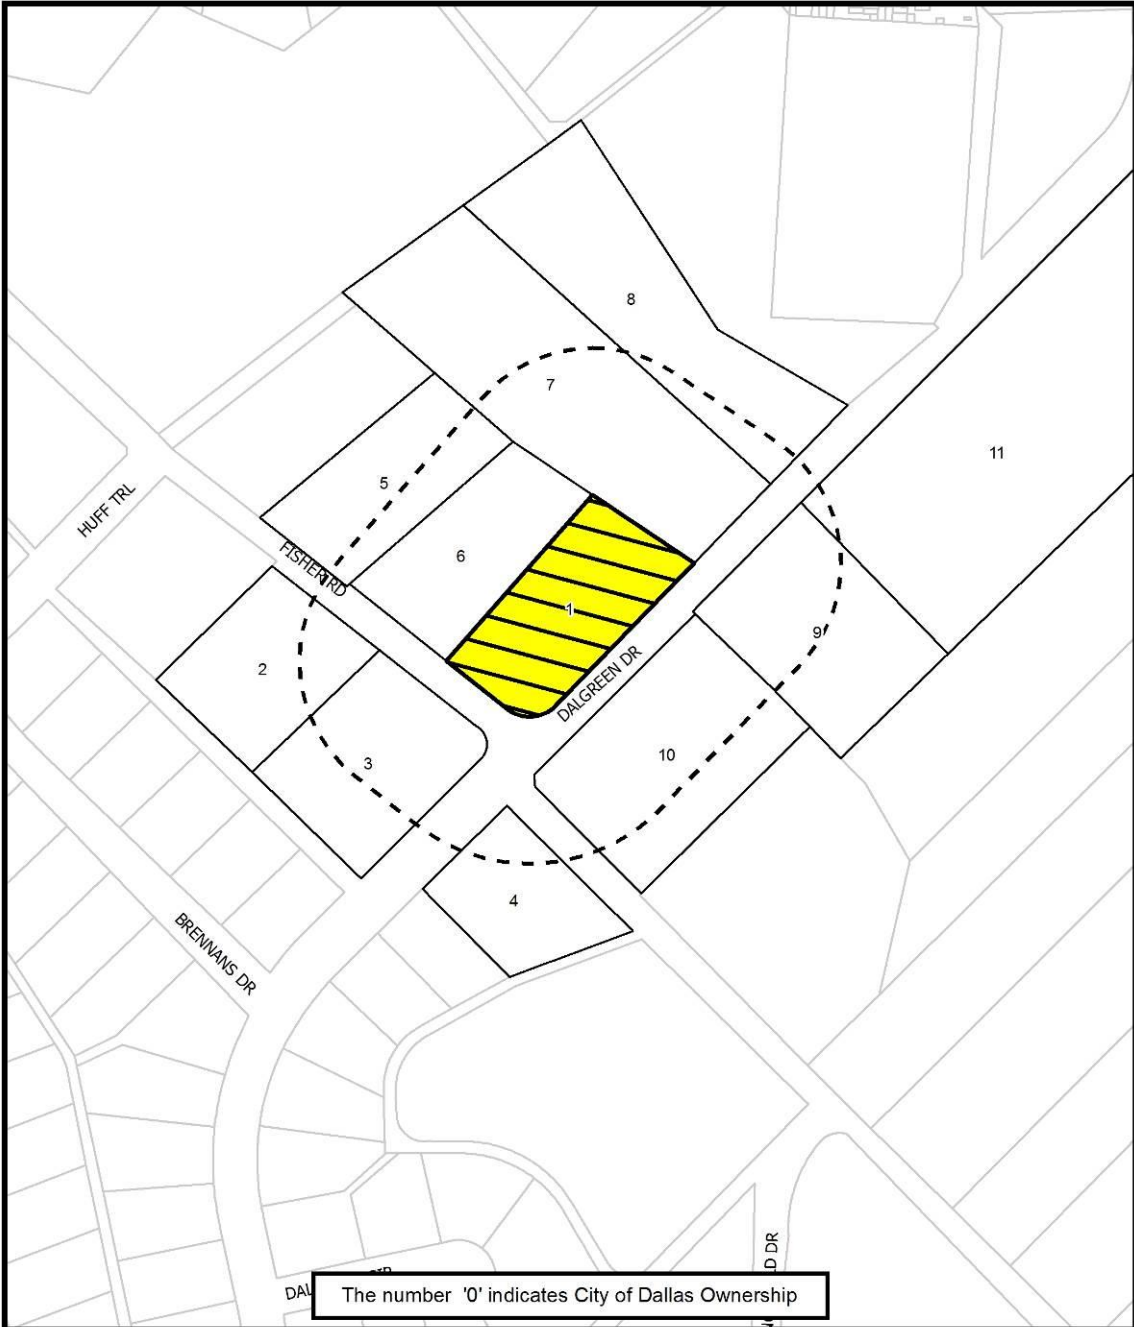 8
7
11
5
HUFF TRL
6
FISHER RD
1
9
2
DALGREEN DR
10
3
4
BRENNANS DR
DR
The number '0' indicates City of Dallas Ownership